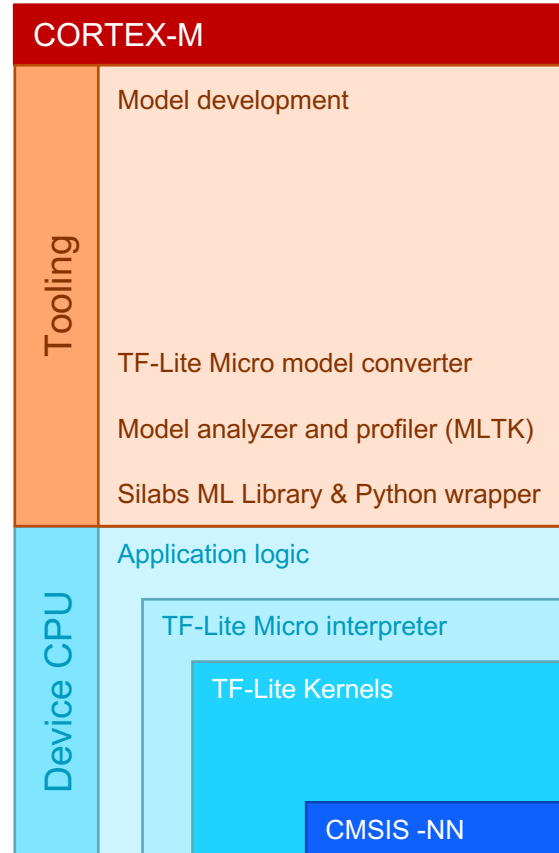 CORTEX-M
Tooling
Model development
TF-Lite Micro model converter
Model analyzer and profiler (MLTK)
Silabs ML Library & Python wrapper
Device CPU
Application logic
TF-Lite Micro interpreter
TF-Lite Kernels
CMSIS -NN